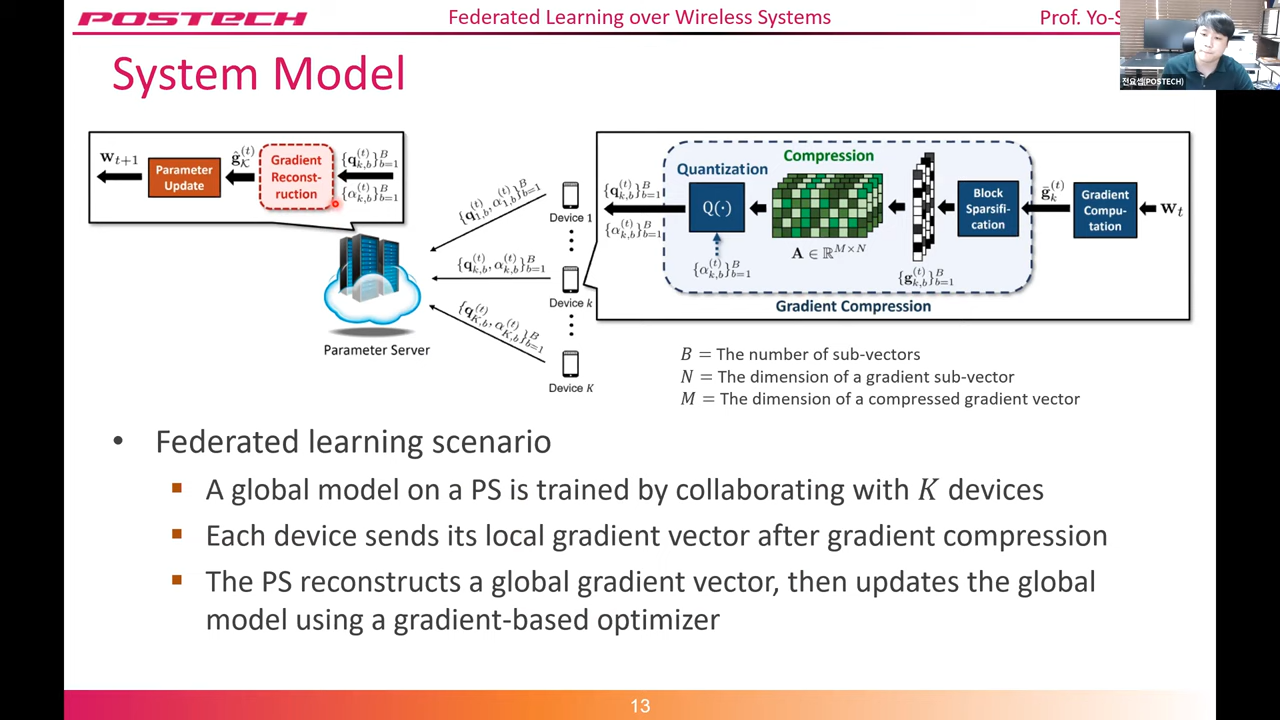 POSTECH
Federated Learning over Wireless Systems
Prof. Yo-S
전요셉(POSTECH)
System Model
w_{t+1}
Parameter
Update
ĝ_K^{(t)}
Gradient
Reconst-
ruction
{q_{k,b}^{(t)}}_{b=1}^B
{α_{k,b}^{(t)}}_{b=1}^B
Parameter Server
{q_{1,b}^{(t)}, α_{1,b}^{(t)}}_{b=1}^B
Device 1
{q_{k,b}^{(t)}, α_{k,b}^{(t)}}_{b=1}^B
Device k
{q_{K,b}^{(t)}, α_{K,b}^{(t)}}_{b=1}^B
Device K
{q_{k,b}^{(t)}}_{b=1}^B
{α_{k,b}^{(t)}}_{b=1}^B
Quantization
Q(·)
{α_{k,b}^{(t)}}_{b=1}^B
Compression
A ∈ ℝ^{M×N}
{g_{k,b}^{(t)}}_{b=1}^B
Block
Sparsifi-
cation
ḡ_k^{(t)}
Gradient
Compu-
tation
w_t
Gradient Compression
B = The number of sub-vectors
N = The dimension of a gradient sub-vector
M = The dimension of a compressed gradient vector
• Federated learning scenario
▪ A global model on a PS is trained by collaborating with K devices
▪ Each device sends its local gradient vector after gradient compression
▪ The PS reconstructs a global gradient vector, then updates the global
model using a gradient-based optimizer
13